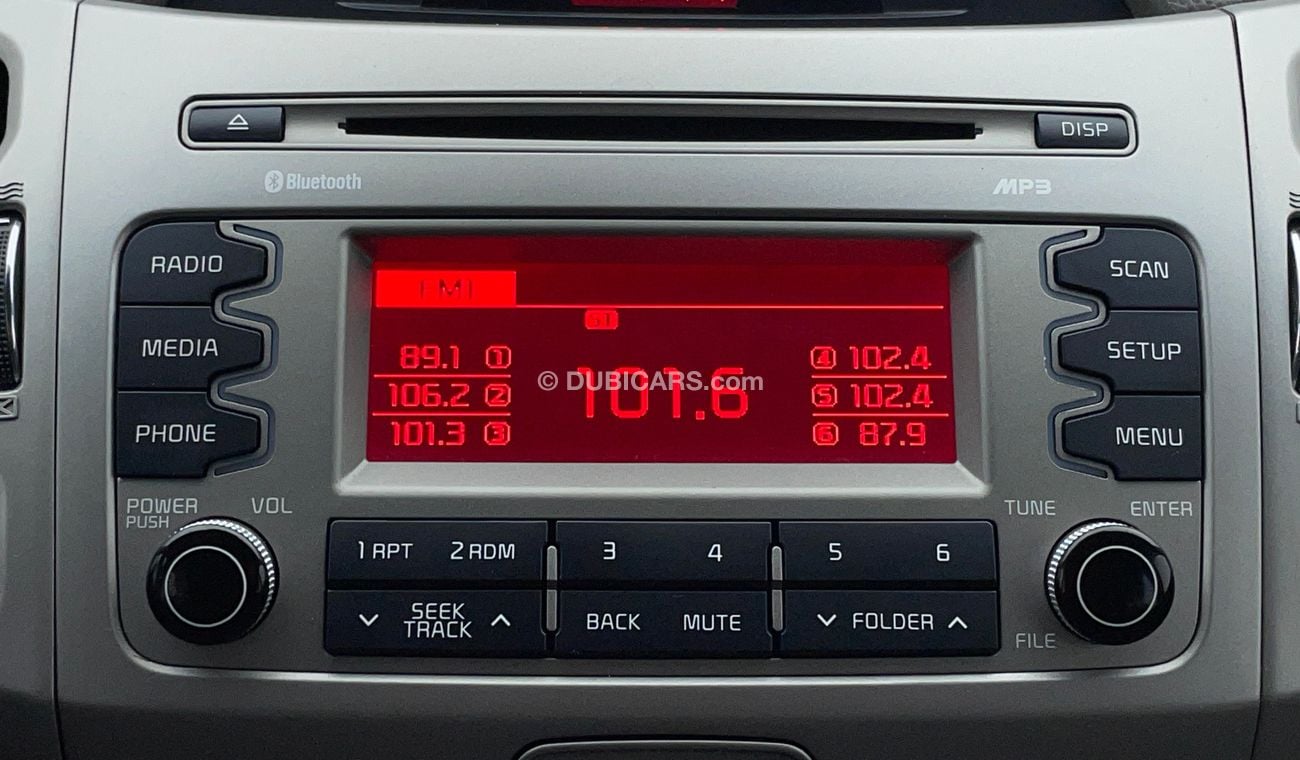 DISP
Bluetooth
MP3
RADIO
SCAN
FM1
ST
MEDIA
SETUP
89.1 1
4 102.4
© DUBICARS.com
101.6
106.2 2
5 102.4
PHONE
MENU
101.3 3
6 87.9
POWER
PUSH
VOL
TUNE
ENTER
1 RPT 2 RDM 3 4 5 6
SEEK
TRACK
BACK MUTE FOLDER
FILE